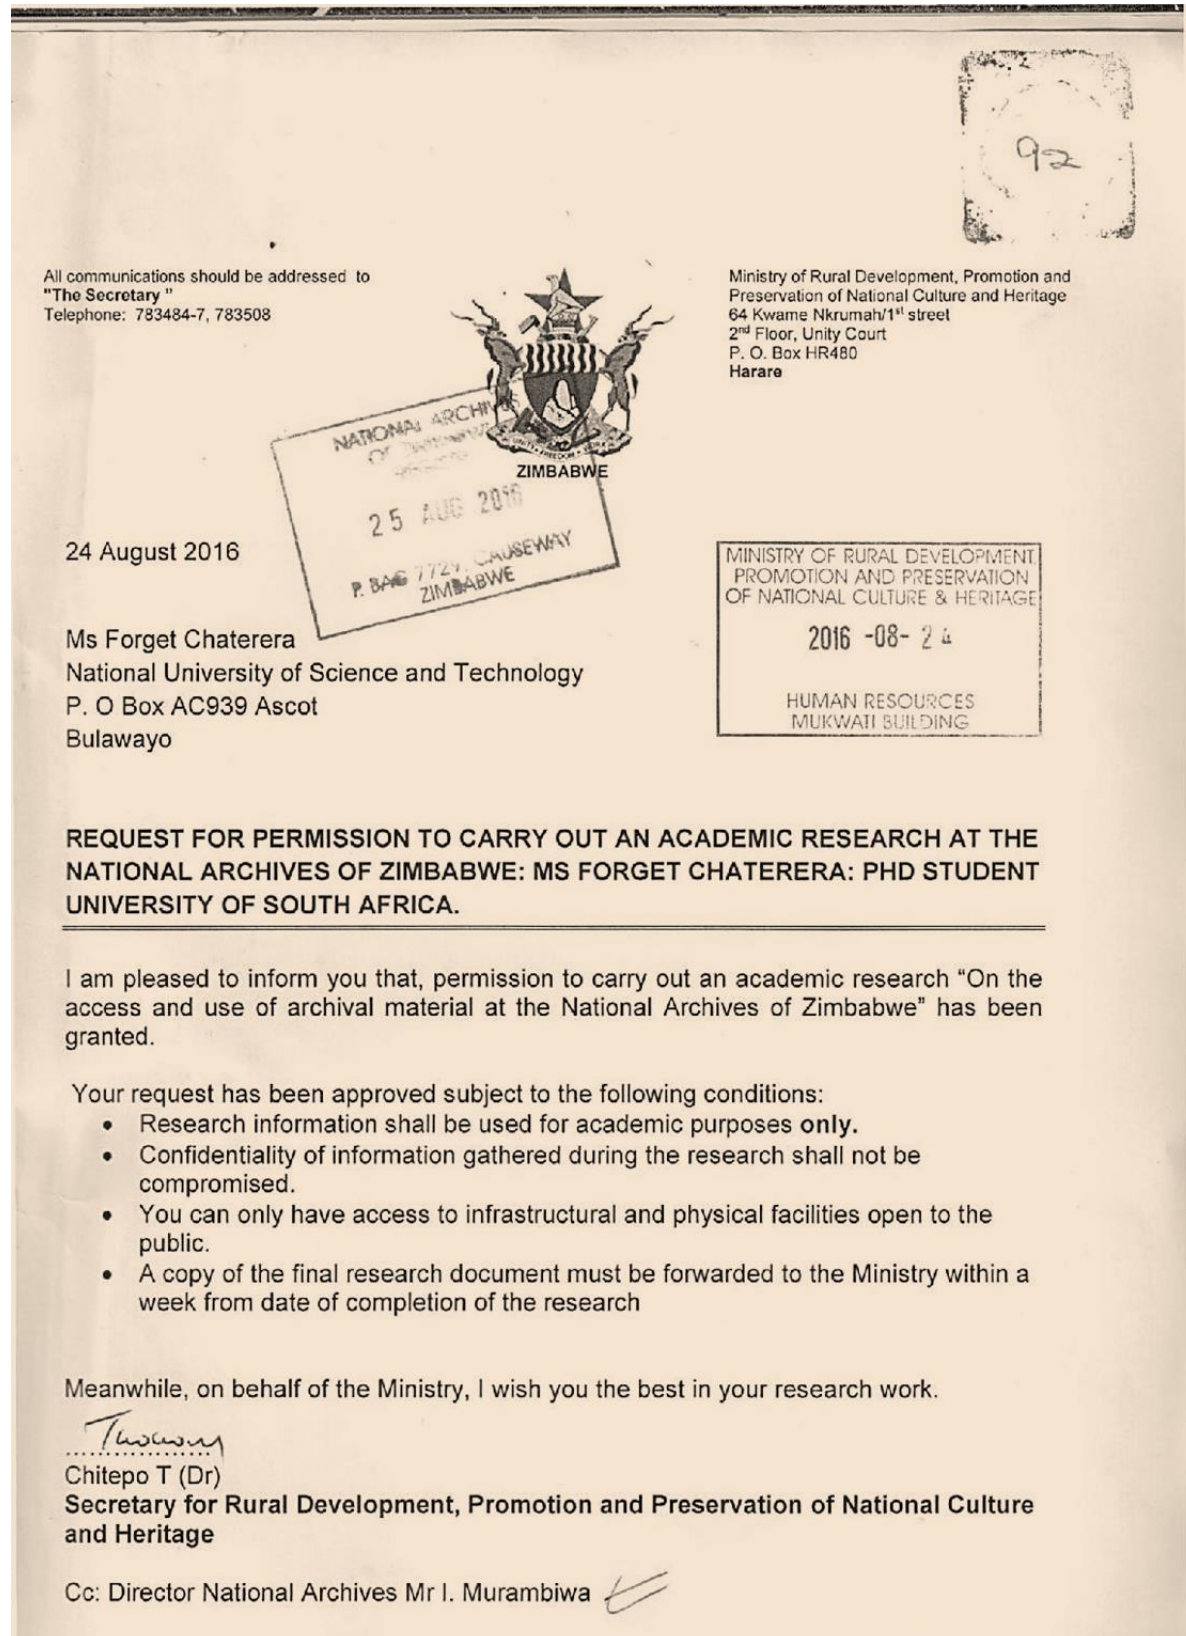 92
All communications should be addressed to
"The Secretary "
Telephone: 783484-7, 783508
Ministry of Rural Development, Promotion and
Preservation of National Culture and Heritage
64 Kwame Nkrumah/1st street
2nd Floor, Unity Court
P. O. Box HR480
Harare
ZIMBABWE
NATIONAL ARCHIVES
OF
25 AUG 2016
P. BAG 7729, CAUSEWAY
ZIMBABWE
24 August 2016
MINISTRY OF RURAL DEVELOPMENT
PROMOTION AND PRESERVATION
OF NATIONAL CULTURE & HERITAGE
2016 -08- 24
HUMAN RESOURCES
MUKWATI BUILDING
Ms Forget Chaterera
National University of Science and Technology
P. O Box AC939 Ascot
Bulawayo
REQUEST FOR PERMISSION TO CARRY OUT AN ACADEMIC RESEARCH AT THE
NATIONAL ARCHIVES OF ZIMBABWE: MS FORGET CHATERERA: PHD STUDENT
UNIVERSITY OF SOUTH AFRICA.
I am pleased to inform you that, permission to carry out an academic research “On the
access and use of archival material at the National Archives of Zimbabwe” has been
granted.
Your request has been approved subject to the following conditions:
• Research information shall be used for academic purposes only.
• Confidentiality of information gathered during the research shall not be
compromised.
• You can only have access to infrastructural and physical facilities open to the
public.
• A copy of the final research document must be forwarded to the Ministry within a
week from date of completion of the research
Meanwhile, on behalf of the Ministry, I wish you the best in your research work.
Chitepo T (Dr)
Secretary for Rural Development, Promotion and Preservation of National Culture
and Heritage
Cc: Director National Archives Mr I. Murambiwa